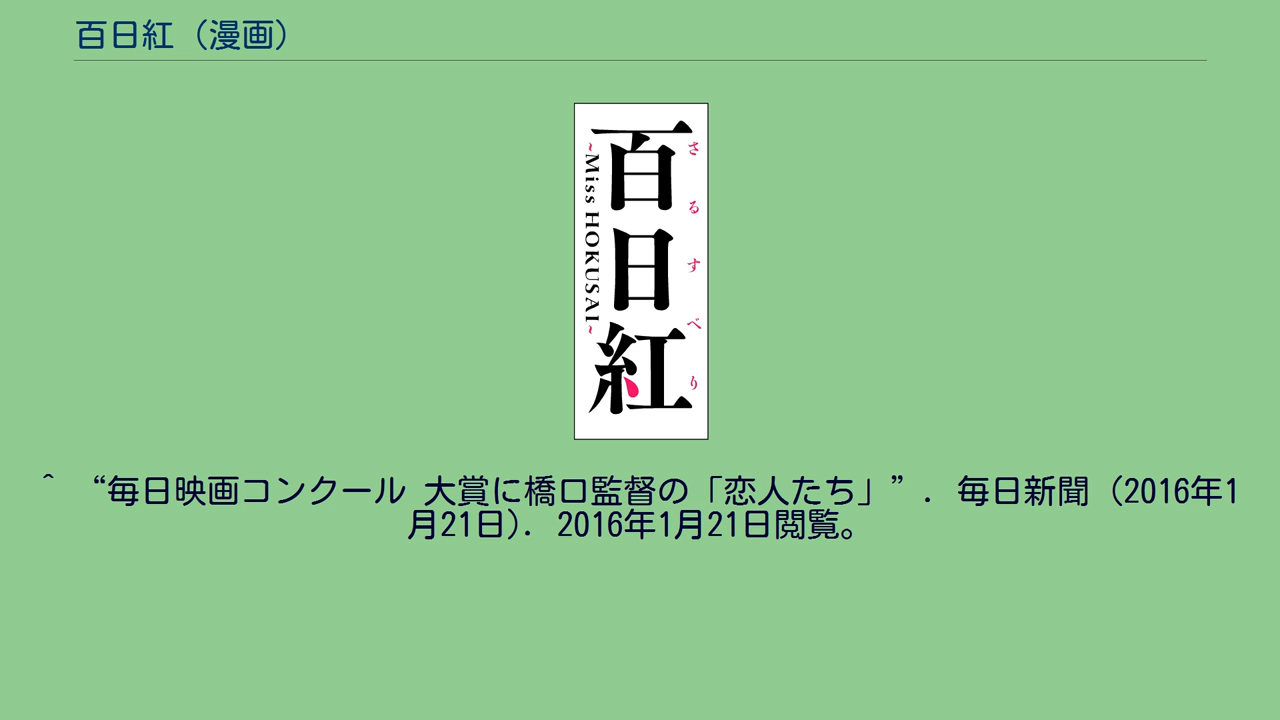 百日紅（漫画）
百日紅
さるすべり
~Miss HOKUSAI~
^ “毎日映画コンクール 大賞に橋口監督の「恋人たち」”. 毎日新聞（2016年1
月21日）. 2016年1月21日閲覧。